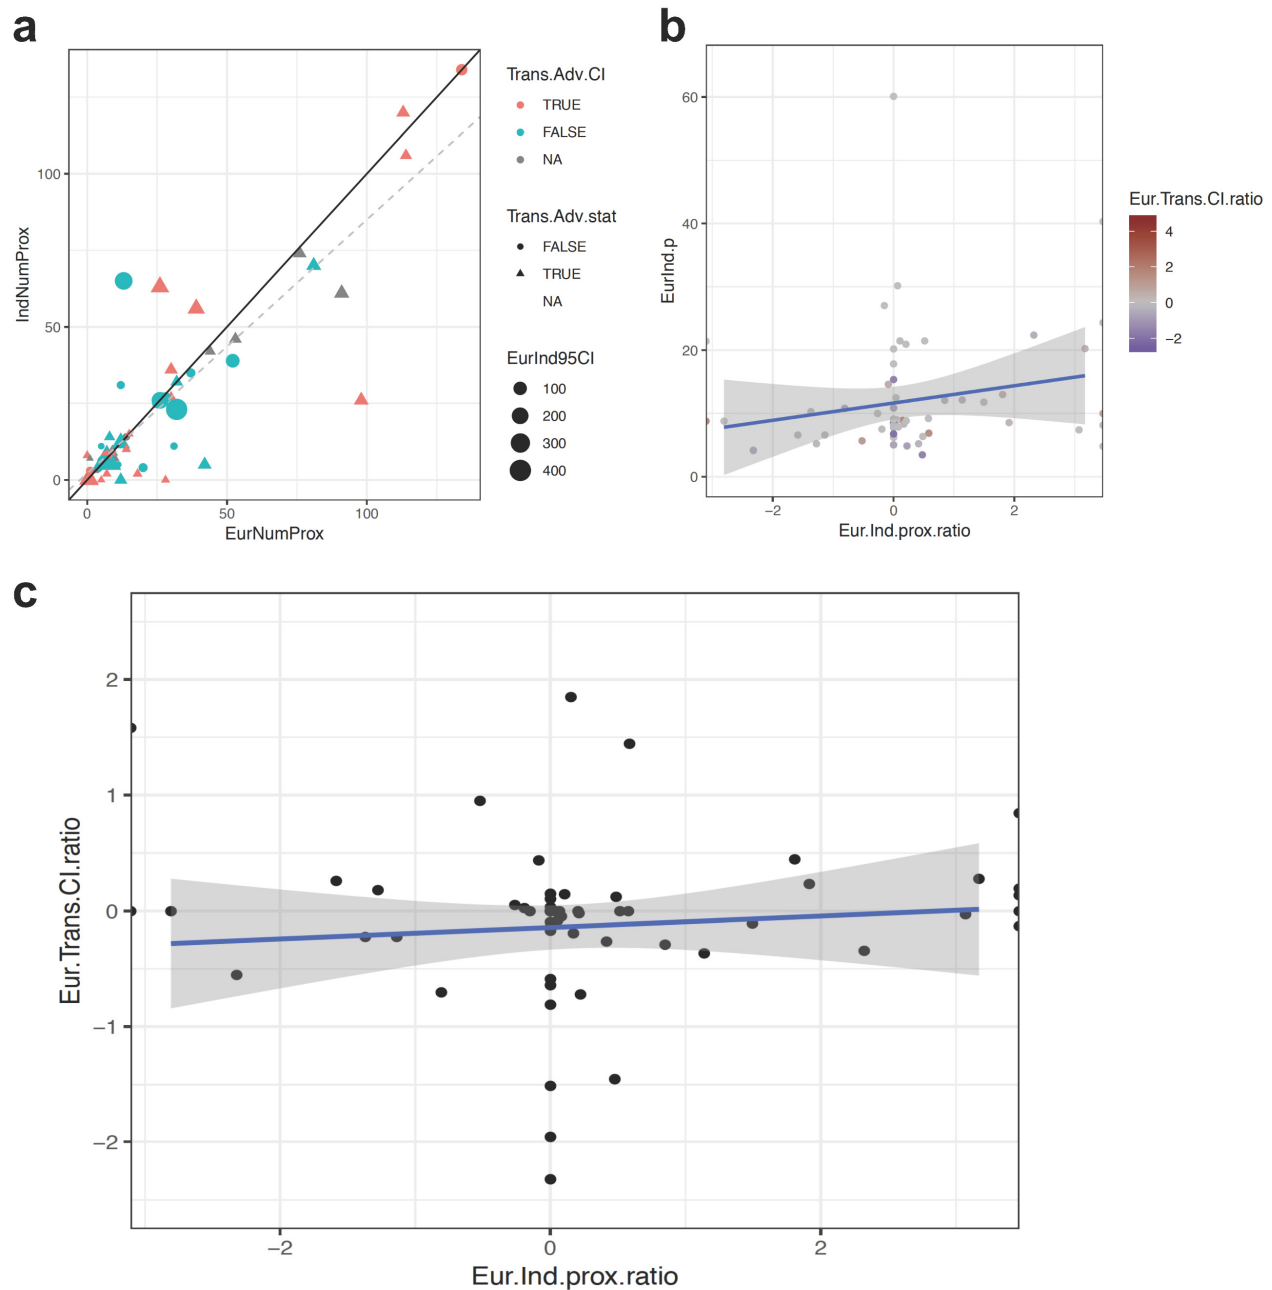 a
IndNumProx
100
50
0
0
50
100
EurNumProx
Trans.Adv.CI
TRUE
FALSE
NA
Trans.Adv.stat
FALSE
TRUE
NA
EurInd95CI
100
200
300
400
b
EurInd.p
60
40
20
0
−2
0
2
Eur.Ind.prox.ratio
Eur.Trans.CI.ratio
4
2
0
−2
c
Eur.Trans.CI.ratio
2
1
0
−1
−2
−2
0
2
Eur.Ind.prox.ratio